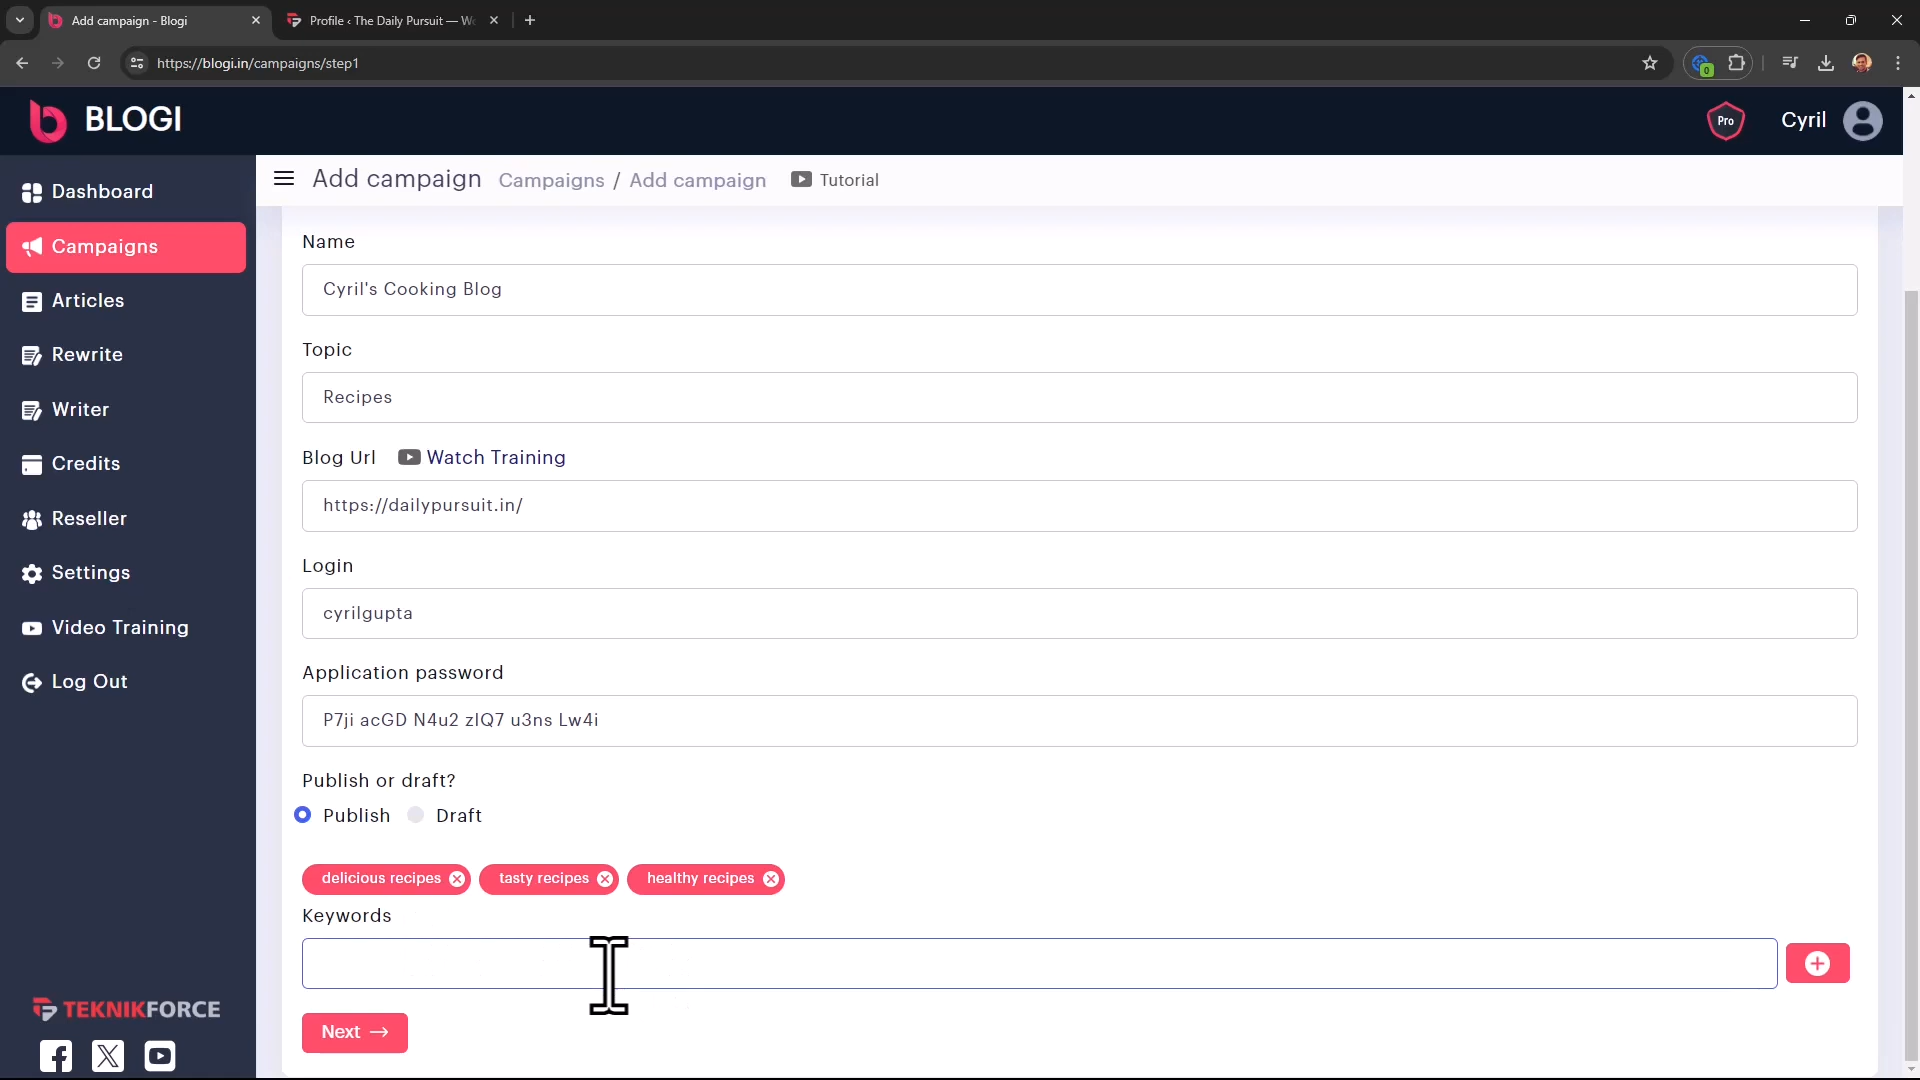 Add campaign - Blogi
Profile ‹ The Daily Pursuit — W
https://blogi.in/campaigns/step1
0
BLOGI
Pro
Cyril
Dashboard
Campaigns
Articles
Rewrite
Writer
Credits
Reseller
Settings
Video Training
Log Out
TEKNIKFORCE
Add campaign Campaigns / Add campaign Tutorial
Name
Cyril's Cooking Blog
Topic
Recipes
Blog Url Watch Training
https://dailypursuit.in/
Login
cyrilgupta
Application password
P7ji acGD N4u2 zlQ7 u3ns Lw4i
Publish or draft?
Publish Draft
delicious recipes tasty recipes healthy recipes
Keywords
Next →